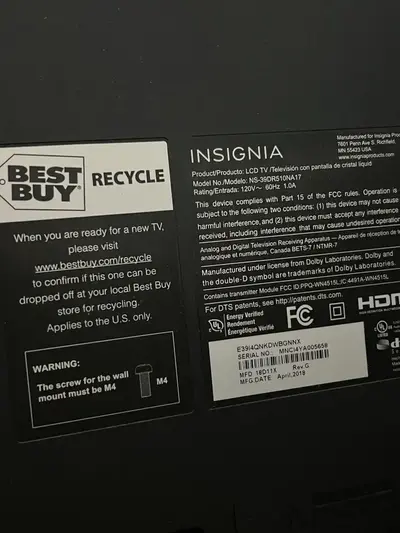 BEST
BUY
RECYCLE
When you are ready for a new TV,
please visit
www.bestbuy.com/recycle
to confirm if this one can be
dropped off at your local Best Buy
store for recycling.
Applies to the U.S. only.
WARNING:
The screw for the wall
mount must be M4
M4
INSIGNIA
Manufactured for Insignia
7601 Penn Ave S. Richfield,
MN 55423 USA
www.insigniaproducts.com
Product/Producto: LCD TV /Televisión con pantalla de cristal líquid
Model No./Modelo: NS-39DR510NA17
Rating/Entrada: 120V~ 60Hz 1.0A
This device complies with Part 15 of the FCC rules. Operation is
subject to the following two conditions: (1) this device may not cause
harmful interference, and (2) this device must accept any interference
received, including interference that may cause undesired operation
Analog and Digital Television Receiving Apparatus — Appareil de réception
analogique et numérique, Canada BETS-7 / NTMR-7
Manufactured under license from Dolby Laboratories. Dolby and
the double-D symbol are trademarks of Dolby Laboratories.
Contains transmitter Module FCC ID:PPQ-WN4515L, IC:4491A-WN4515L
For DTS patents, see http://patents.dts.com.
Energy Verified
Rendement
Énergétique
Vérifié
FC
HDMI
UL
E39I4QNKDWBGNNX
SERIAL NO.: MNCI4YA005658
MFD 18D11X Rev G
MFG DATE April, 2018